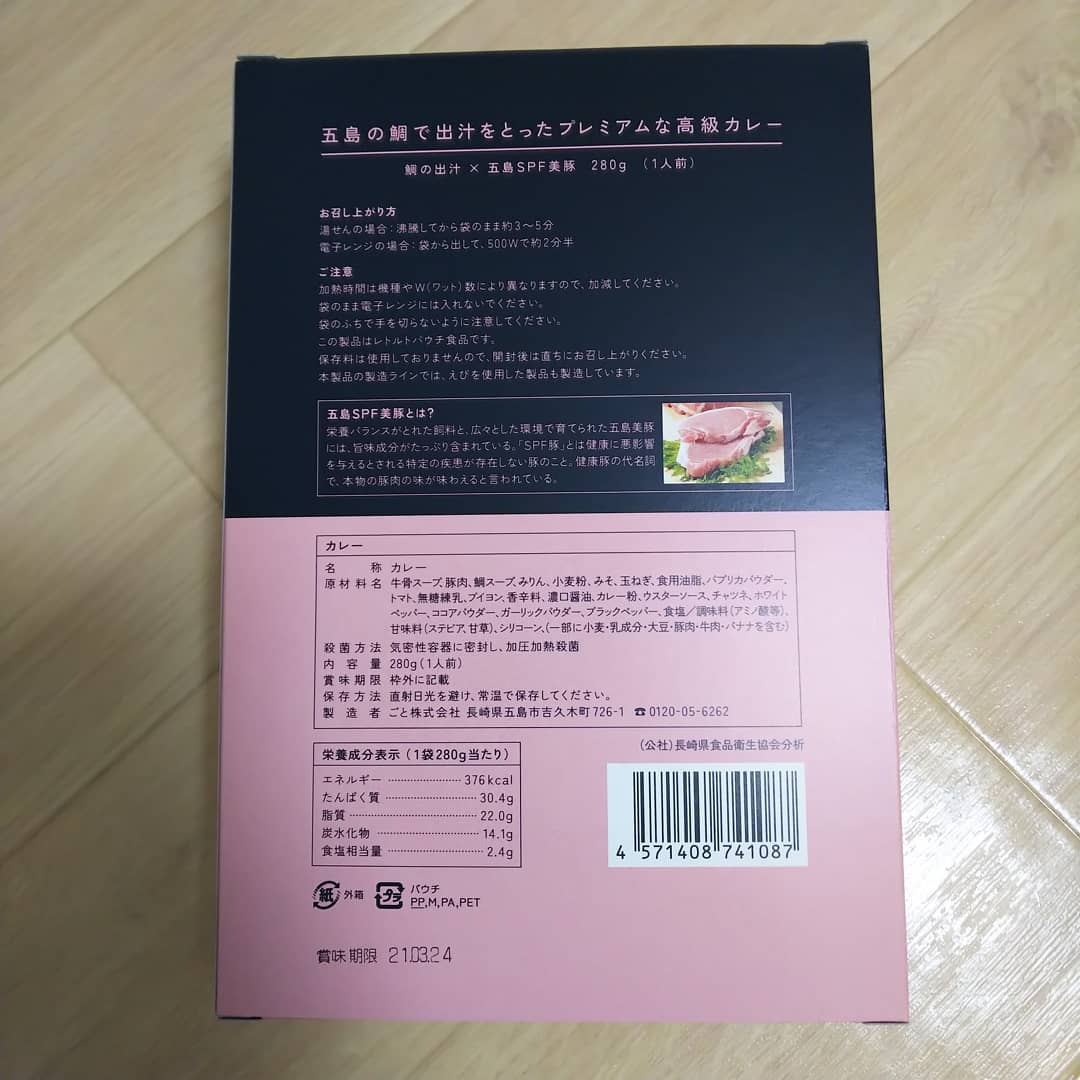 五島の鯛で出汁をとったプレミアムな高級カレー
鯛の出汁 × 五島SPF美豚 280g (1人前)
お召し上がり方
湯せんの場合:沸騰してから袋のまま約3~5分
電子レンジの場合:袋から出して、500Wで約2分半
ご注意
加熱時間は機種やW(ワット)数により異なりますので、加減してください。
袋のまま電子レンジには入れないでください。
袋のふちで手を切らないように注意してください。
この製品はレトルトパウチ食品です。
保存料は使用しておりませんので、開封後は直ちにお召し上がりください。
本製品の製造ラインでは、えびを使用した製品も製造しています。
五島SPF美豚とは?
栄養バランスがとれた飼料と、広々とした環境で育てられた五島美豚
には、旨味成分がたっぷり含まれている。「SPF豚」とは健康に悪影響
を与えるとされる特定の疾患が存在しない豚のこと。健康豚の代名詞
で、本物の豚肉の味が味わえると言われている。
カレー
名称 カレー
原材料名 牛骨スープ、豚肉、鯛スープ、みりん、小麦粉、みそ、玉ねぎ、食用油脂、パプリカパウダー、
トマト、無糖練乳、ブイヨン、香辛料、濃口醤油、カレー粉、ウスターソース、チャツネ、ホワイト
ペッパー、ココアパウダー、ガーリックパウダー、ブラックペッパー、食塩/調味料(アミノ酸等)、
甘味料(ステビア、甘草)、シリコーン、(一部に小麦・乳成分・大豆・豚肉・牛肉・バナナを含む)
殺菌方法 気密性容器に密封し、加圧加熱殺菌
内容量 280g(1人前)
賞味期限 枠外に記載
保存方法 直射日光を避け、常温で保存してください。
製造者 ごと株式会社 長崎県五島市吉久木町726-1 ☎0120-05-6262
(公社)長崎県食品衛生協会分析
栄養成分表示(1袋280g当たり)
エネルギー 376kcal
たんぱく質 30.4g
脂質 22.0g
炭水化物 14.1g
食塩相当量 2.4g
4 571408 741087
紙 外箱 プラ パウチ
PP,M,PA,PET
賞味期限 21.03.24